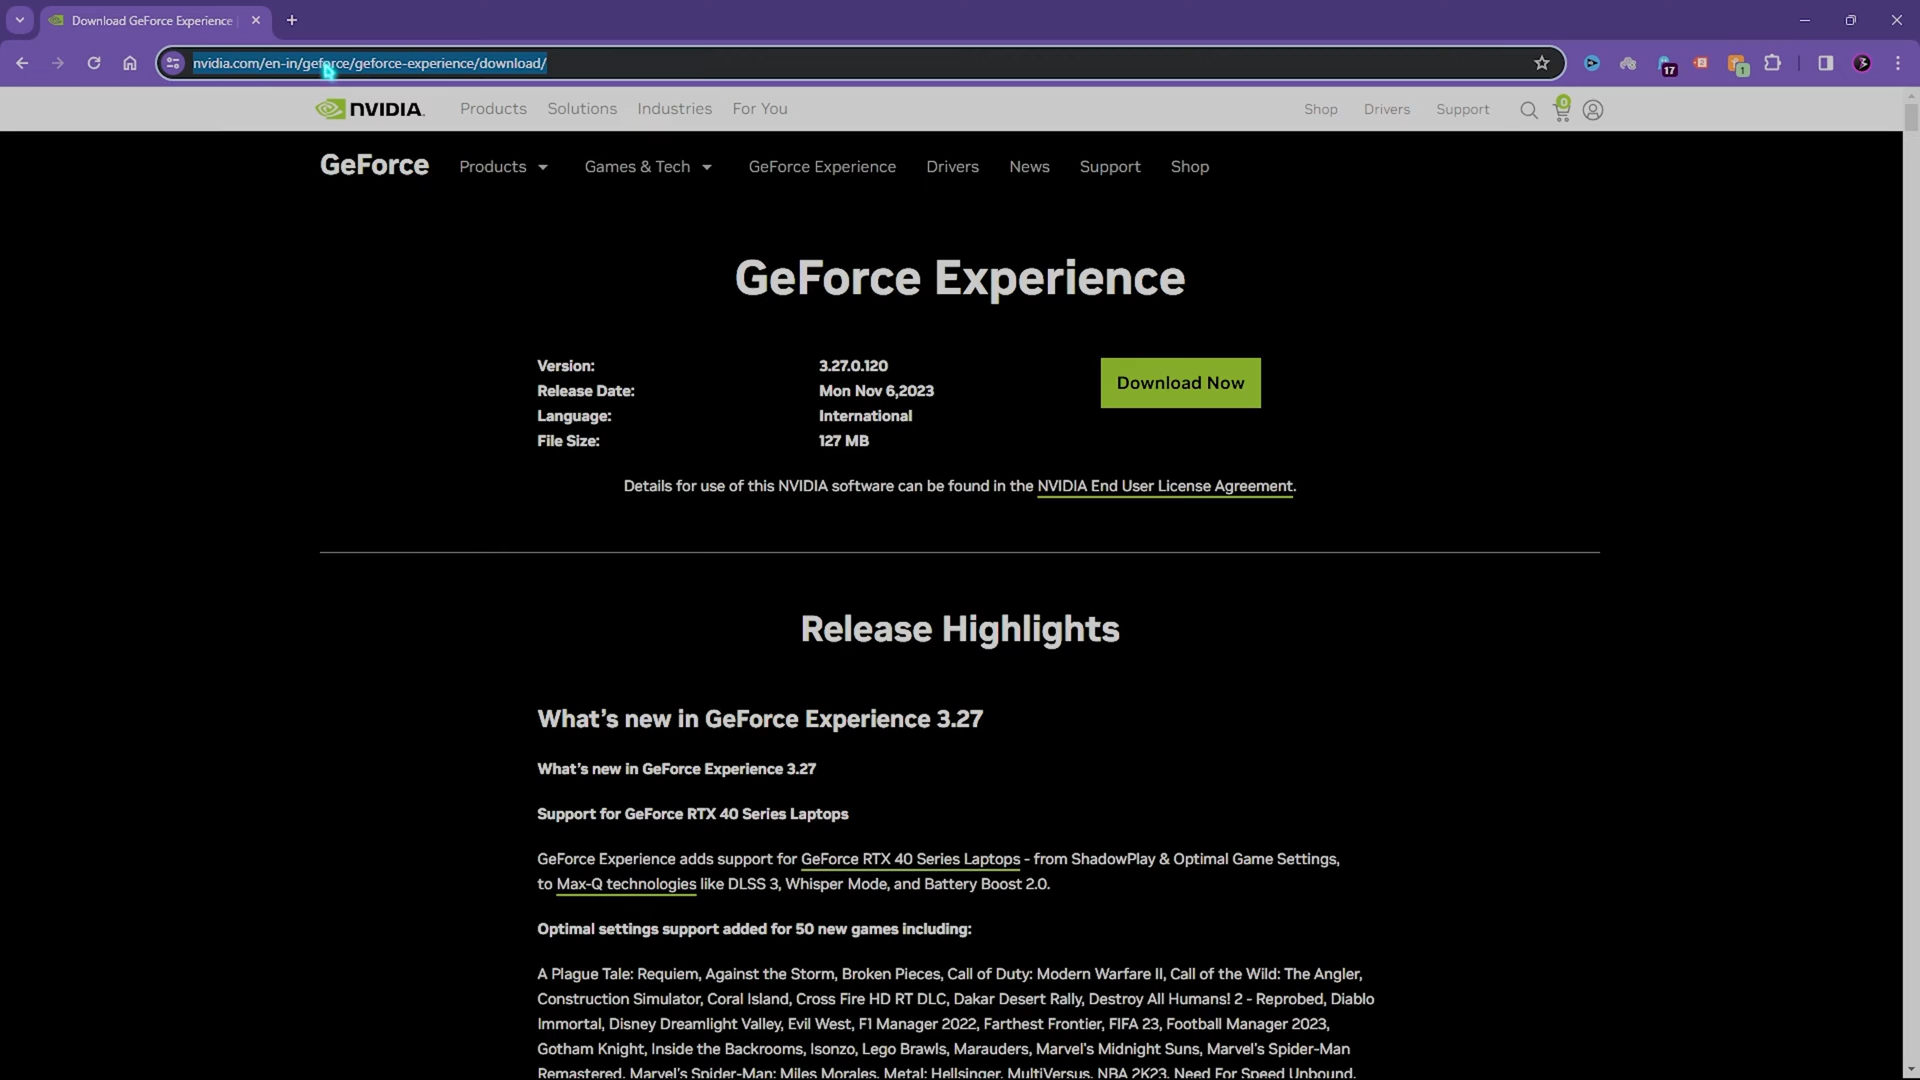 Download GeForce Experience
nvidia.com/en-in/geforce/geforce-experience/download/
17
1
NVIDIA.
Products
Solutions
Industries
For You
Shop
Drivers
Support
0
GeForce
Products
Games & Tech
GeForce Experience
Drivers
News
Support
Shop
GeForce Experience
Version: 3.27.0.120
Release Date: Mon Nov 6,2023
Language: International
File Size: 127 MB
Download Now
Details for use of this NVIDIA software can be found in the NVIDIA End User License Agreement.
Release Highlights
What's new in GeForce Experience 3.27
What's new in GeForce Experience 3.27
Support for GeForce RTX 40 Series Laptops
GeForce Experience adds support for GeForce RTX 40 Series Laptops - from ShadowPlay & Optimal Game Settings,
to Max-Q technologies like DLSS 3, Whisper Mode, and Battery Boost 2.0.
Optimal settings support added for 50 new games including:
A Plague Tale: Requiem, Against the Storm, Broken Pieces, Call of Duty: Modern Warfare II, Call of the Wild: The Angler,
Construction Simulator, Coral Island, Cross Fire HD RT DLC, Dakar Desert Rally, Destroy All Humans! 2 - Reprobed, Diablo
Immortal, Disney Dreamlight Valley, Evil West, F1 Manager 2022, Farthest Frontier, FIFA 23, Football Manager 2023,
Gotham Knight, Inside the Backrooms, Isonzo, Lego Brawls, Marauders, Marvel's Midnight Suns, Marvel's Spider-Man
Remastered, Marvel's Spider-Man: Miles Morales, Metal: Hellsinger, MultiVersus, NBA 2K23, Need For Speed Unbound,